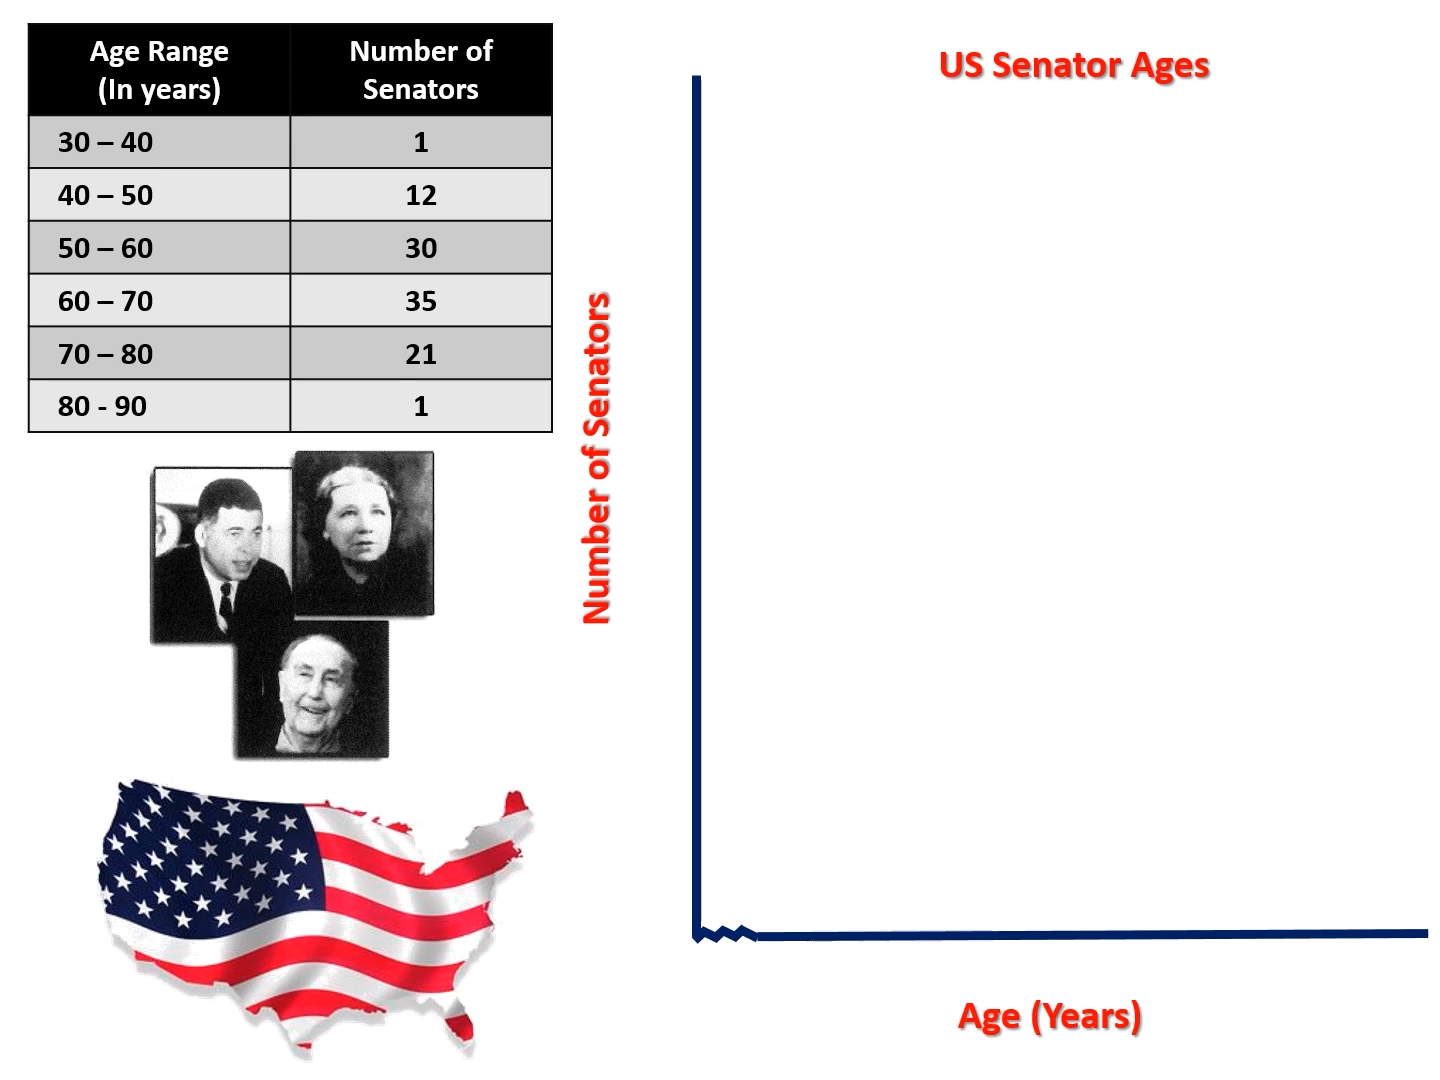 Age Range
(In years)
Number of
Senators
30 – 40 1
40 – 50 12
50 – 60 30
60 – 70 35
70 – 80 21
80 - 90 1
US Senator Ages
Number of Senators
Age (Years)